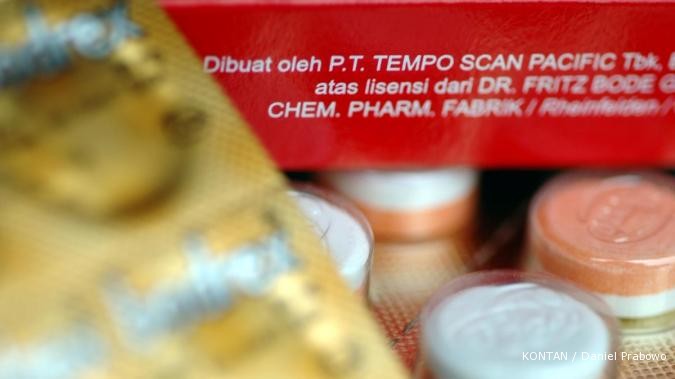 Dibuat oleh P.T. TEMPO SCAN PACIFIC Tbk,
atas lisensi dari DR. FRITZ BODE G
CHEM. PHARM. FABRIK / Rheinfelden /
KONTAN / Daniel Prabowo